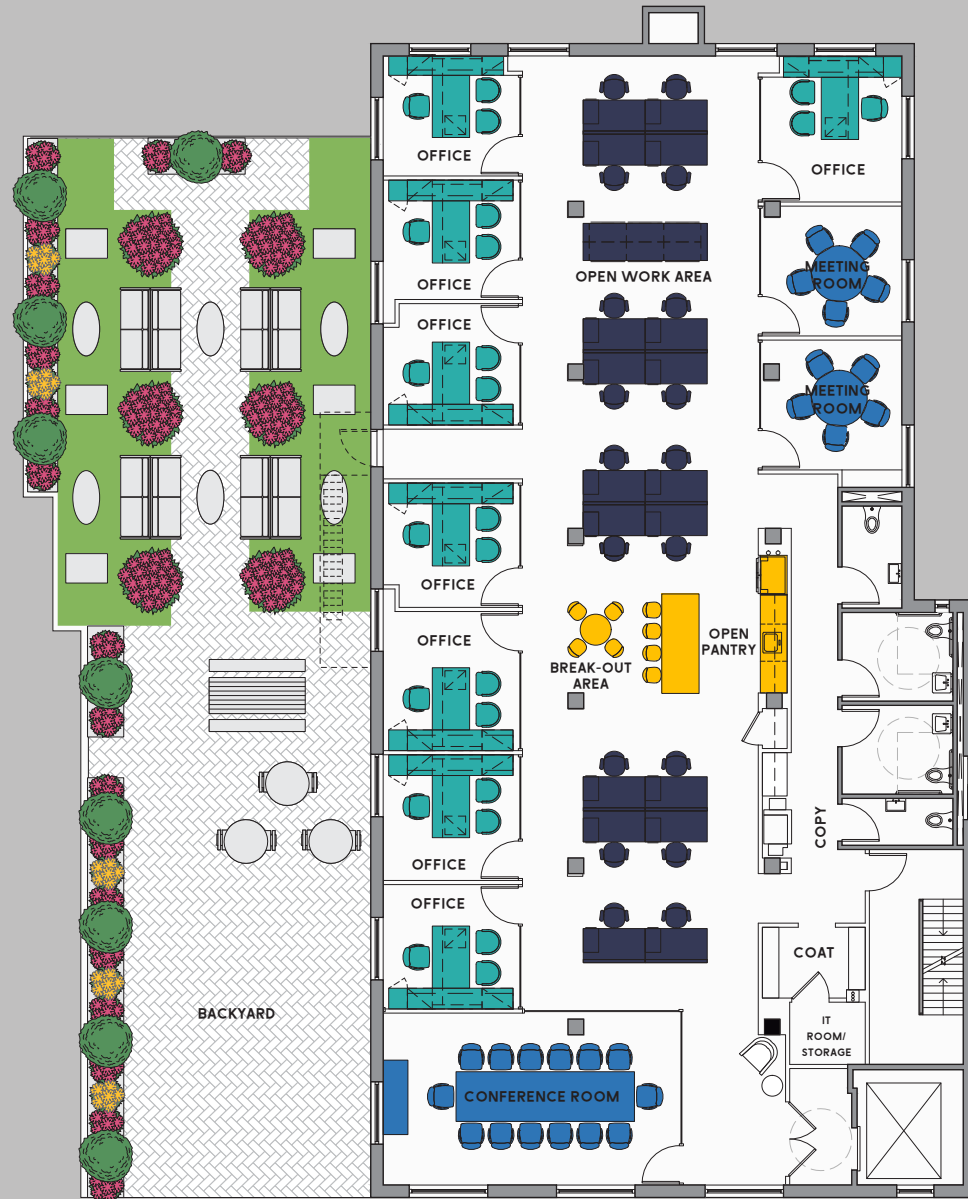 OFFICE
OFFICE
MEETING
ROOM
OFFICE
OPEN WORK AREA
OFFICE
MEETING
ROOM
OFFICE
OFFICE
BREAK-OUT
AREA
OPEN
PANTRY
COPY
OFFICE
OFFICE
COAT
BACKYARD
IT
ROOM/
STORAGE
CONFERENCE ROOM